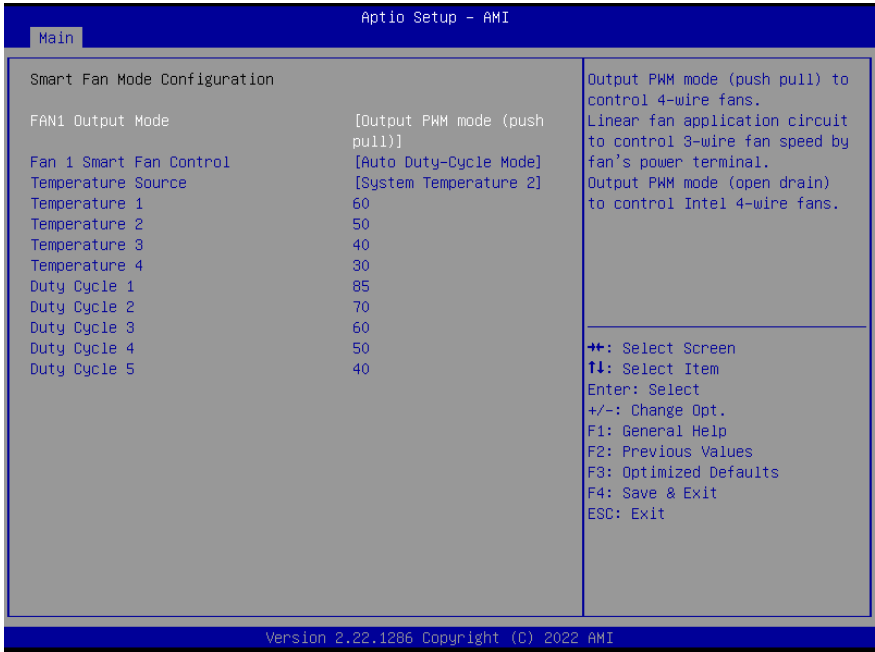 Aptio Setup – AMI
Main
Smart Fan Mode Configuration
FAN1 Output Mode [Output PWM mode (push
pull)]
Fan 1 Smart Fan Control [Auto Duty-Cycle Mode]
Temperature Source [System Temperature 2]
Temperature 1 60
Temperature 2 50
Temperature 3 40
Temperature 4 30
Duty Cycle 1 85
Duty Cycle 2 70
Duty Cycle 3 60
Duty Cycle 4 50
Duty Cycle 5 40
Output PWM mode (push pull) to
control 4-wire fans.
Linear fan application circuit
to control 3-wire fan speed by
fan's power terminal.
Output PWM mode (open drain)
to control Intel 4-wire fans.
→←: Select Screen
↑↓: Select Item
Enter: Select
+/-: Change Opt.
F1: General Help
F2: Previous Values
F3: Optimized Defaults
F4: Save & Exit
ESC: Exit
Version 2.22.1286 Copyright (C) 2022 AMI